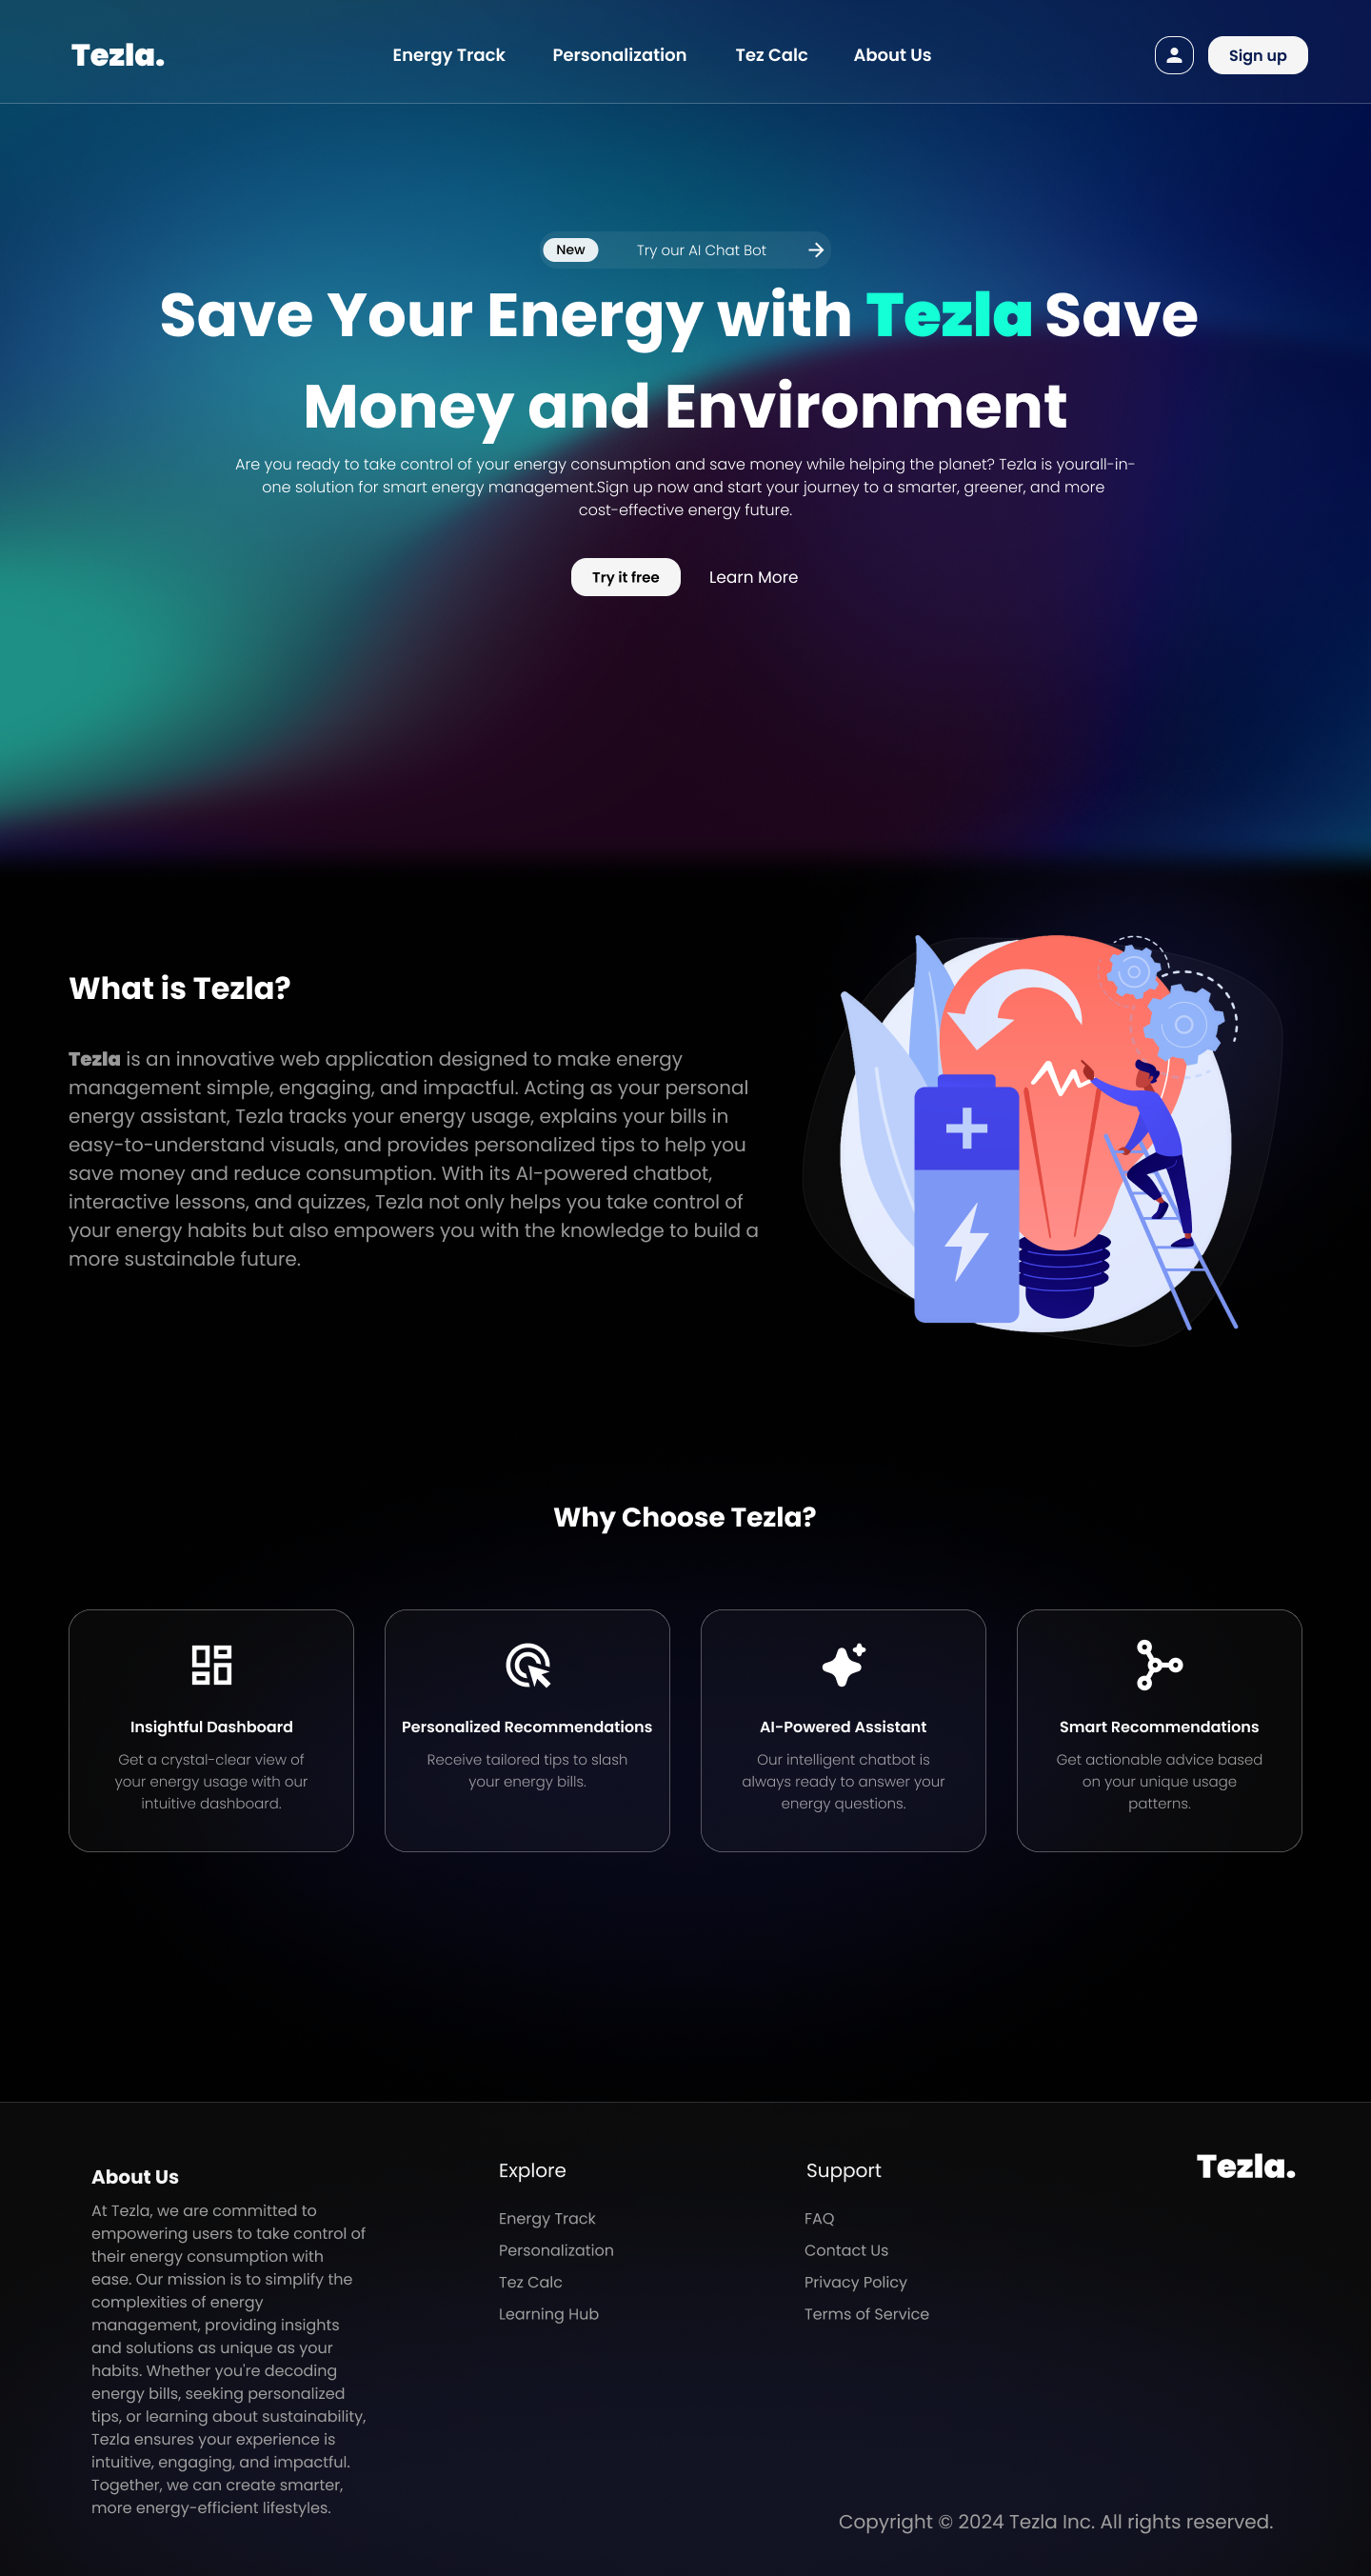 Tezla.
Energy Track
Personalization
Tez Calc
About Us
Sign up
New
Try our AI Chat Bot
Save Your Energy with Tezla Save
Money and Environment
Are you ready to take control of your energy consumption and save money while helping the planet? Tezla is yourall-in-
one solution for smart energy management.Sign up now and start your journey to a smarter, greener, and more
cost-effective energy future.
Try it free
Learn More
What is Tezla?
Tezla is an innovative web application designed to make energy
management simple, engaging, and impactful. Acting as your personal
energy assistant, Tezla tracks your energy usage, explains your bills in
easy-to-understand visuals, and provides personalized tips to help you
save money and reduce consumption. With its AI-powered chatbot,
interactive lessons, and quizzes, Tezla not only helps you take control of
your energy habits but also empowers you with the knowledge to build a
more sustainable future.
Why Choose Tezla?
Insightful Dashboard
Get a crystal-clear view of
your energy usage with our
intuitive dashboard.
Personalized Recommendations
Receive tailored tips to slash
your energy bills.
AI-Powered Assistant
Our intelligent chatbot is
always ready to answer your
energy questions.
Smart Recommendations
Get actionable advice based
on your unique usage
patterns.
About Us
At Tezla, we are committed to
empowering users to take control of
their energy consumption with
ease. Our mission is to simplify the
complexities of energy
management, providing insights
and solutions as unique as your
habits. Whether you're decoding
energy bills, seeking personalized
tips, or learning about sustainability,
Tezla ensures your experience is
intuitive, engaging, and impactful.
Together, we can create smarter,
more energy-efficient lifestyles.
Explore
Energy Track
Personalization
Tez Calc
Learning Hub
Support
FAQ
Contact Us
Privacy Policy
Terms of Service
Tezla.
Copyright © 2024 Tezla Inc. All rights reserved.